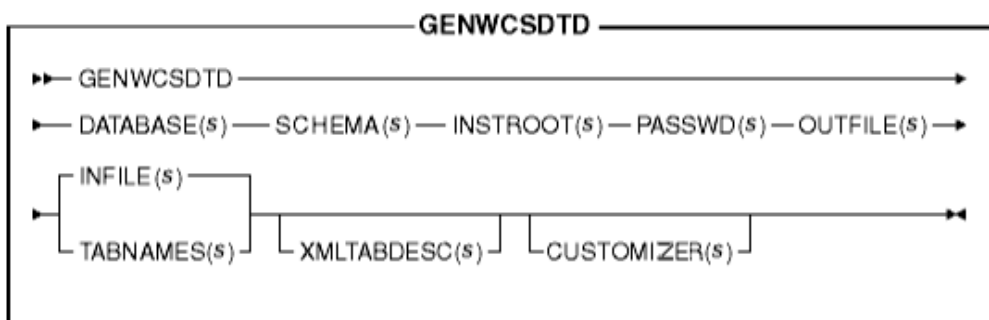 GENWCSDTD
GENWCSDTD
DATABASE(s) SCHEMA(s) INSTROOT(s) PASSWD(s) OUTFILE(s)
INFILE(s)
TABNAMES(s) XMLTABDESC(s) CUSTOMIZER(s)